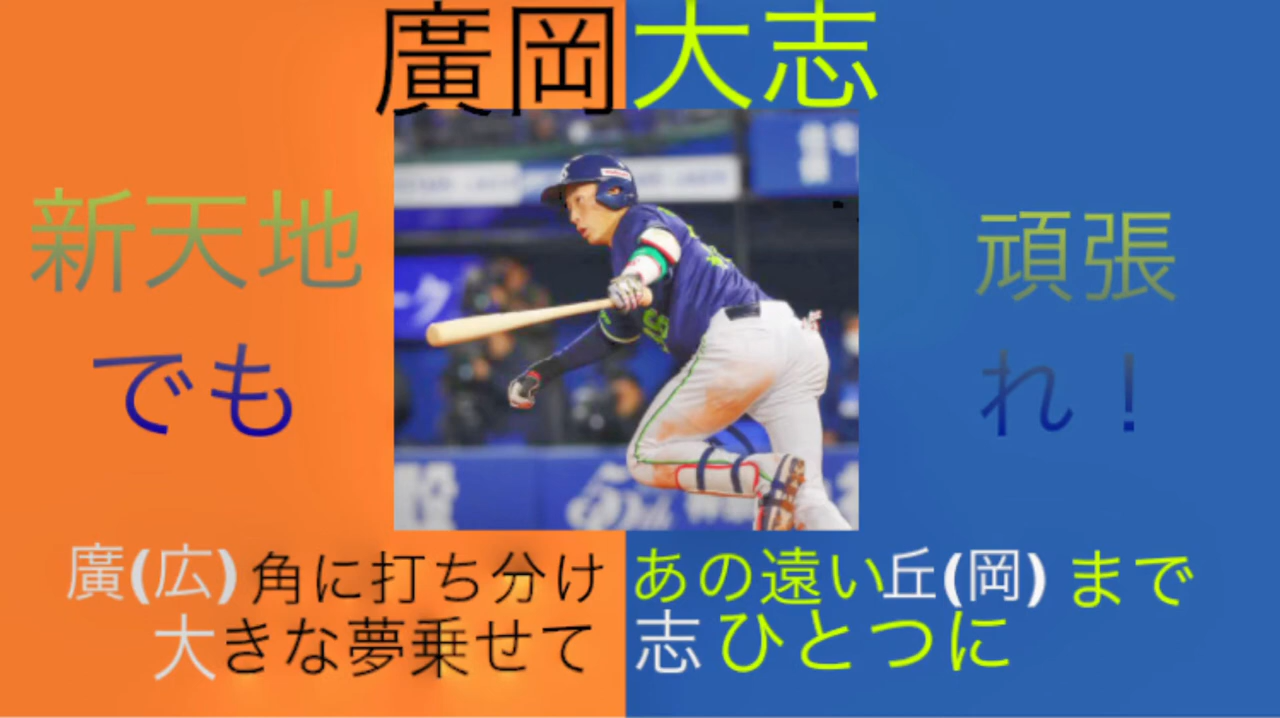 廣岡大志
新天地
でも
頑張
れ!
廣(広)角に打ち分け
大きな夢乗せて
あの遠い丘(岡)まで
志ひとつに